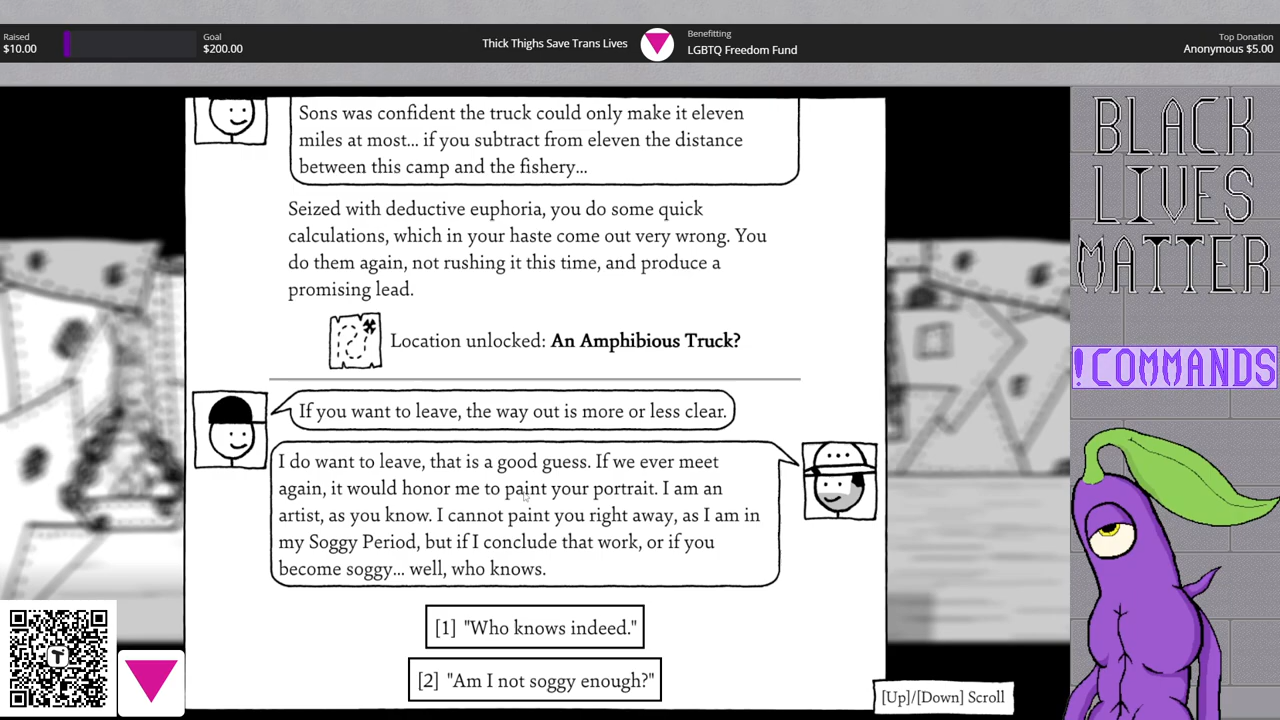 Raised
$10.00
Goal
$200.00
Thick Thighs Save Trans Lives
Benefitting
LGBTQ Freedom Fund
Top Donation
Anonymous $5.00
Sons was confident the truck could only make it eleven
miles at most... if you subtract from eleven the distance
between this camp and the fishery...
Seized with deductive euphoria, you do some quick
calculations, which in your haste come out very wrong. You
do them again, not rushing it this time, and produce a
promising lead.
Location unlocked: An Amphibious Truck?
If you want to leave, the way out is more or less clear.
I do want to leave, that is a good guess. If we ever meet
again, it would honor me to paint your portrait. I am an
artist, as you know. I cannot paint you right away, as I am in
my Soggy Period, but if I conclude that work, or if you
become soggy... well, who knows.
[1] "Who knows indeed."
[2] "Am I not soggy enough?"
[Up]/[Down] Scroll
BLACK
LIVES
MATTER
!COMMANDS
T